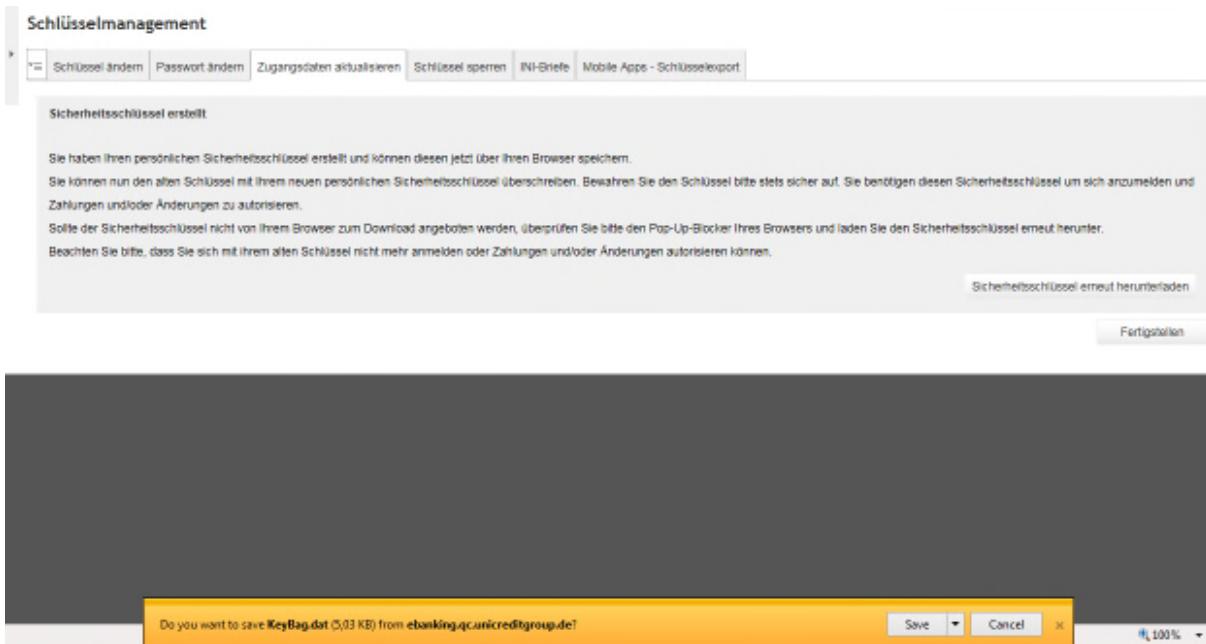 Schlüsselmanagement
Schlüssel ändern Passwort ändern Zugangsdaten aktualisieren Schlüssel sperren INI-Briefe Mobile Apps - Schlüsselexport
Sicherheitsschlüssel erstellt
Sie haben Ihren persönlichen Sicherheitsschlüssel erstellt und können diesen jetzt über Ihren Browser speichern.
Sie können nun den alten Schlüssel mit Ihrem neuen persönlichen Sicherheitsschlüssel überschreiben. Bewahren Sie den Schlüssel bitte stets sicher auf. Sie benötigen diesen Sicherheitsschlüssel um sich anzumelden und
Zahlungen und/oder Änderungen zu autorisieren.
Sollte der Sicherheitsschlüssel nicht von Ihrem Browser zum Download angeboten werden, überprüfen Sie bitte den Pop-Up-Blocker Ihres Browsers und laden Sie den Sicherheitsschlüssel erneut herunter.
Beachten Sie bitte, dass Sie sich mit ihrem alten Schlüssel nicht mehr anmelden oder Zahlungen und/oder Änderungen autorisieren können.
Sicherheitsschlüssel erneut herunterladen
Fertigstellen
Do you want to save KeyBag.dat (5,03 KB) from ebanking.qc.unicreditgroup.de?
Save Cancel
100%